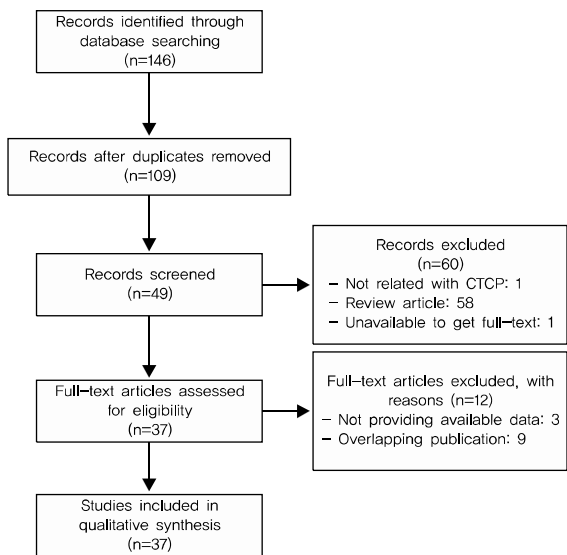 Records identified through
database searching
(n=146)
Records after duplicates removed
(n=109)
Records screened
(n=49)
Records excluded
(n=60)
– Not related with CTCP: 1
– Review article: 58
– Unavailable to get full-text: 1
Full-text articles assessed
for eligibility
(n=37)
Full-text articles excluded, with
reasons (n=12)
– Not providing available data: 3
– Overlapping publication: 9
Studies included in
qualitative synthesis
(n=37)